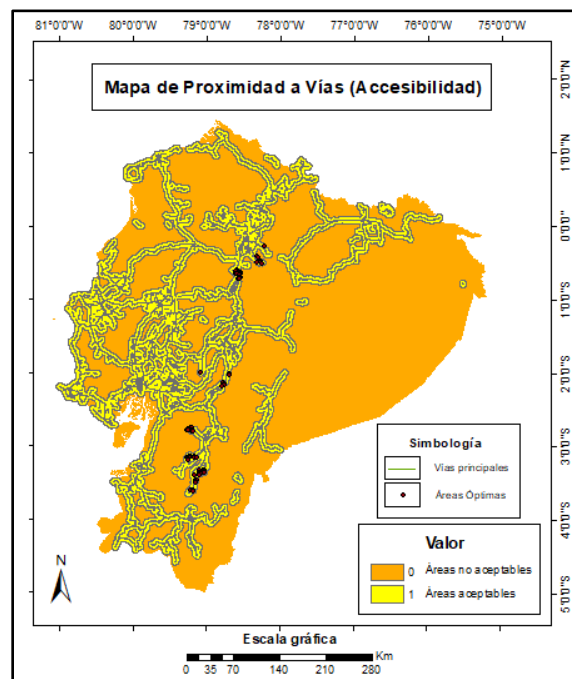 81°0'0"W 80°0'0"W 79°0'0"W 78°0'0"W 77°0'0"W 76°0'0"W 75°0'0"W
Mapa de Proximidad a Vías (Accesibilidad)
2°0'0"N
1°0'0"N
0°0'0"
1°0'0"S
2°0'0"S
3°0'0"S
4°0'0"S
5°0'0"S
Simbología
Vías principales
Áreas Óptimas
Valor
0 Áreas no aceptables
1 Áreas aceptables
N
Escala gráfica
Km
0 35 70 140 210 280